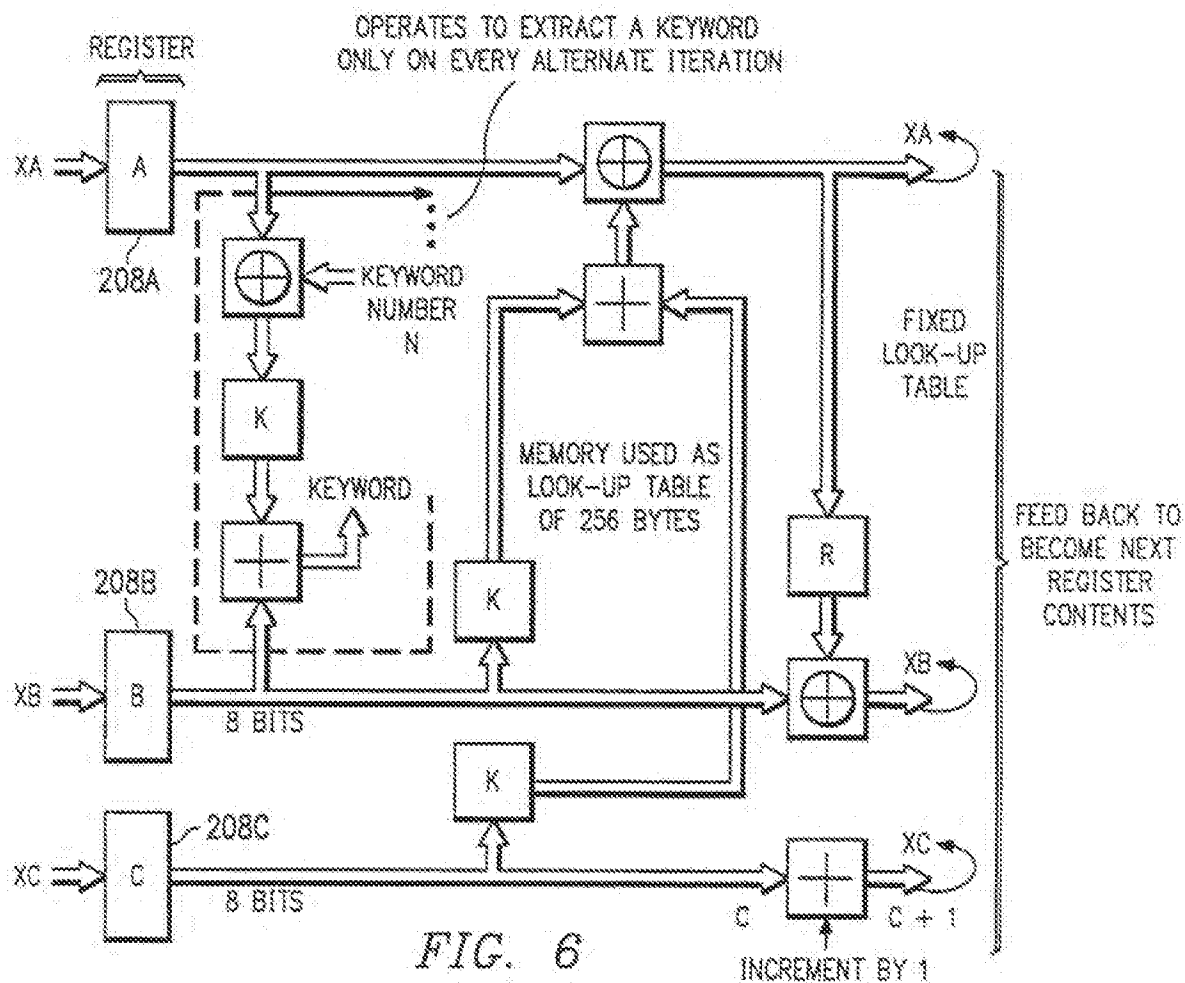 OPERATES TO EXTRACT A KEYWORD
ONLY ON EVERY ALTERNATE ITERATION
REGISTER
XA
A
XA
208A
KEYWORD
NUMBER
N
FIXED
LOOK-UP
TABLE
K
MEMORY USED AS
LOOK-UP TABLE
OF 256 BYTES
KEYWORD
FEED BACK TO
BECOME NEXT
REGISTER
CONTENTS
R
K
208B
XB
B
8 BITS
XB
K
208C
XC
C
8 BITS
XC
C
C + 1
INCREMENT BY 1
FIG. 6